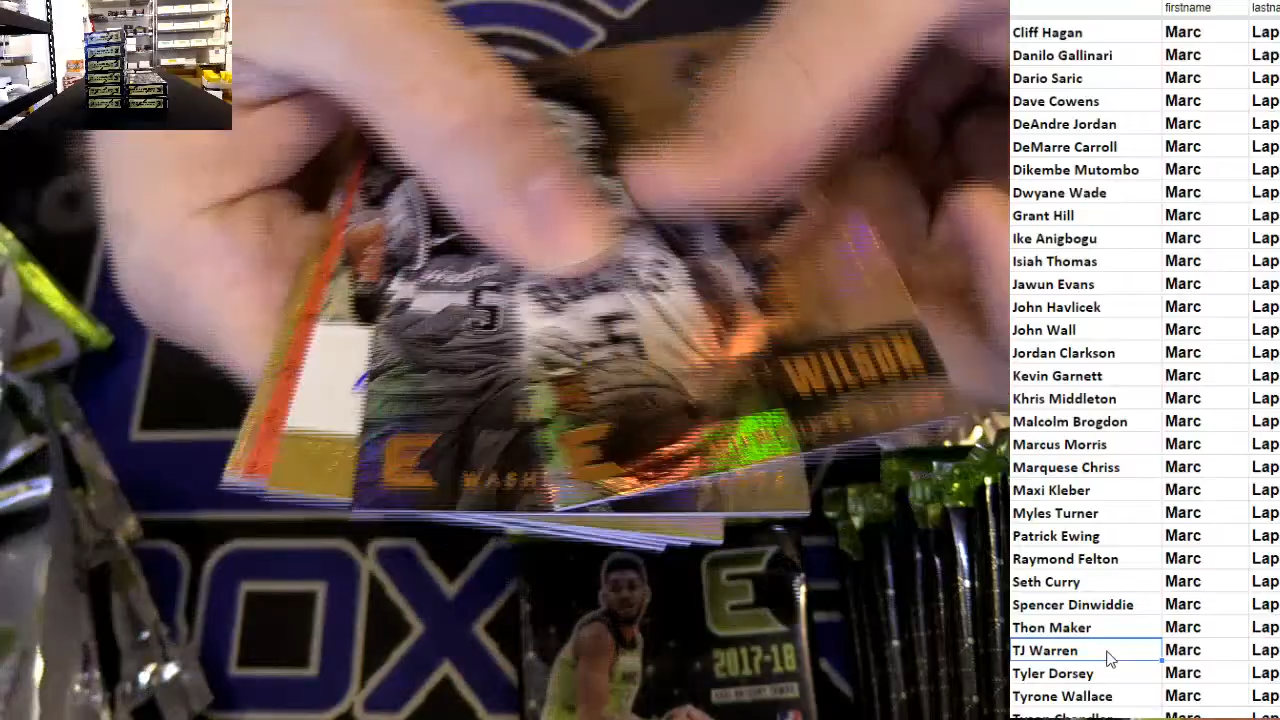 firstname lastna
Cliff Hagan Marc Lap
Danilo Gallinari Marc Lap
Dario Saric Marc Lap
Dave Cowens Marc Lap
DeAndre Jordan Marc Lap
DeMarre Carroll Marc Lap
Dikembe Mutombo Marc Lap
Dwyane Wade Marc Lap
Grant Hill Marc Lap
Ike Anigbogu Marc Lap
Isiah Thomas Marc Lap
Jawun Evans Marc Lap
John Havlicek Marc Lap
John Wall Marc Lap
Jordan Clarkson Marc Lap
Kevin Garnett Marc Lap
Khris Middleton Marc Lap
Malcolm Brogdon Marc Lap
Marcus Morris Marc Lap
Marquese Chriss Marc Lap
Maxi Kleber Marc Lap
Myles Turner Marc Lap
Patrick Ewing Marc Lap
Raymond Felton Marc Lap
Seth Curry Marc Lap
Spencer Dinwiddie Marc Lap
Thon Maker Marc Lap
TJ Warren Marc Lap
Tyler Dorsey Marc Lap
Tyrone Wallace Marc Lap
Tyson Chandler
5
WILSON
E WASH
E
OX
E
2017-18